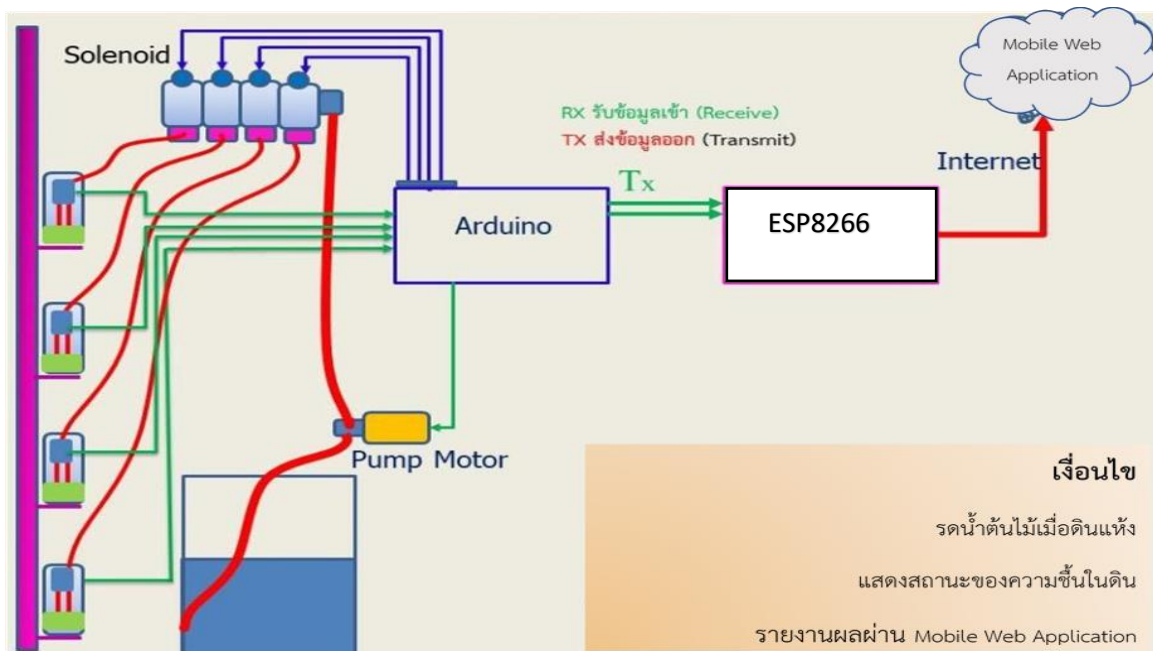 Mobile Web
Application
Solenoid
RX รับข้อมูลเข้า (Receive)
TX ส่งข้อมูลออก (Transmit)
Internet
Tx
Arduino
ESP8266
Pump Motor
เงื่อนไข
รดน้ำต้นไม้เมื่อดินแห้ง
แสดงสถานะของความชื้นในดิน
รายงานผลผ่าน Mobile Web Application